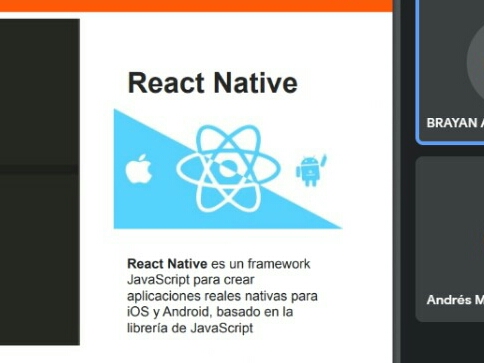 React Native
BRAYAN A
React Native es un framework
JavaScript para crear
aplicaciones reales nativas para
iOS y Android, basado en la
librería de JavaScript
Andrés M